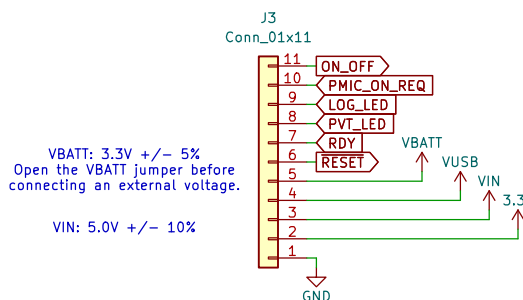 J3
Conn_01x11
11 ON_OFF
10 PMIC_ON_REQ
9 LOG_LED
8 PVT_LED
7 RDY
6 RESET
5 VBATT
4 VUSB
3 VIN
2 3.3
1
GND
VBATT: 3.3V +/- 5%
Open the VBATT jumper before
connecting an external voltage.
VIN: 5.0V +/- 10%